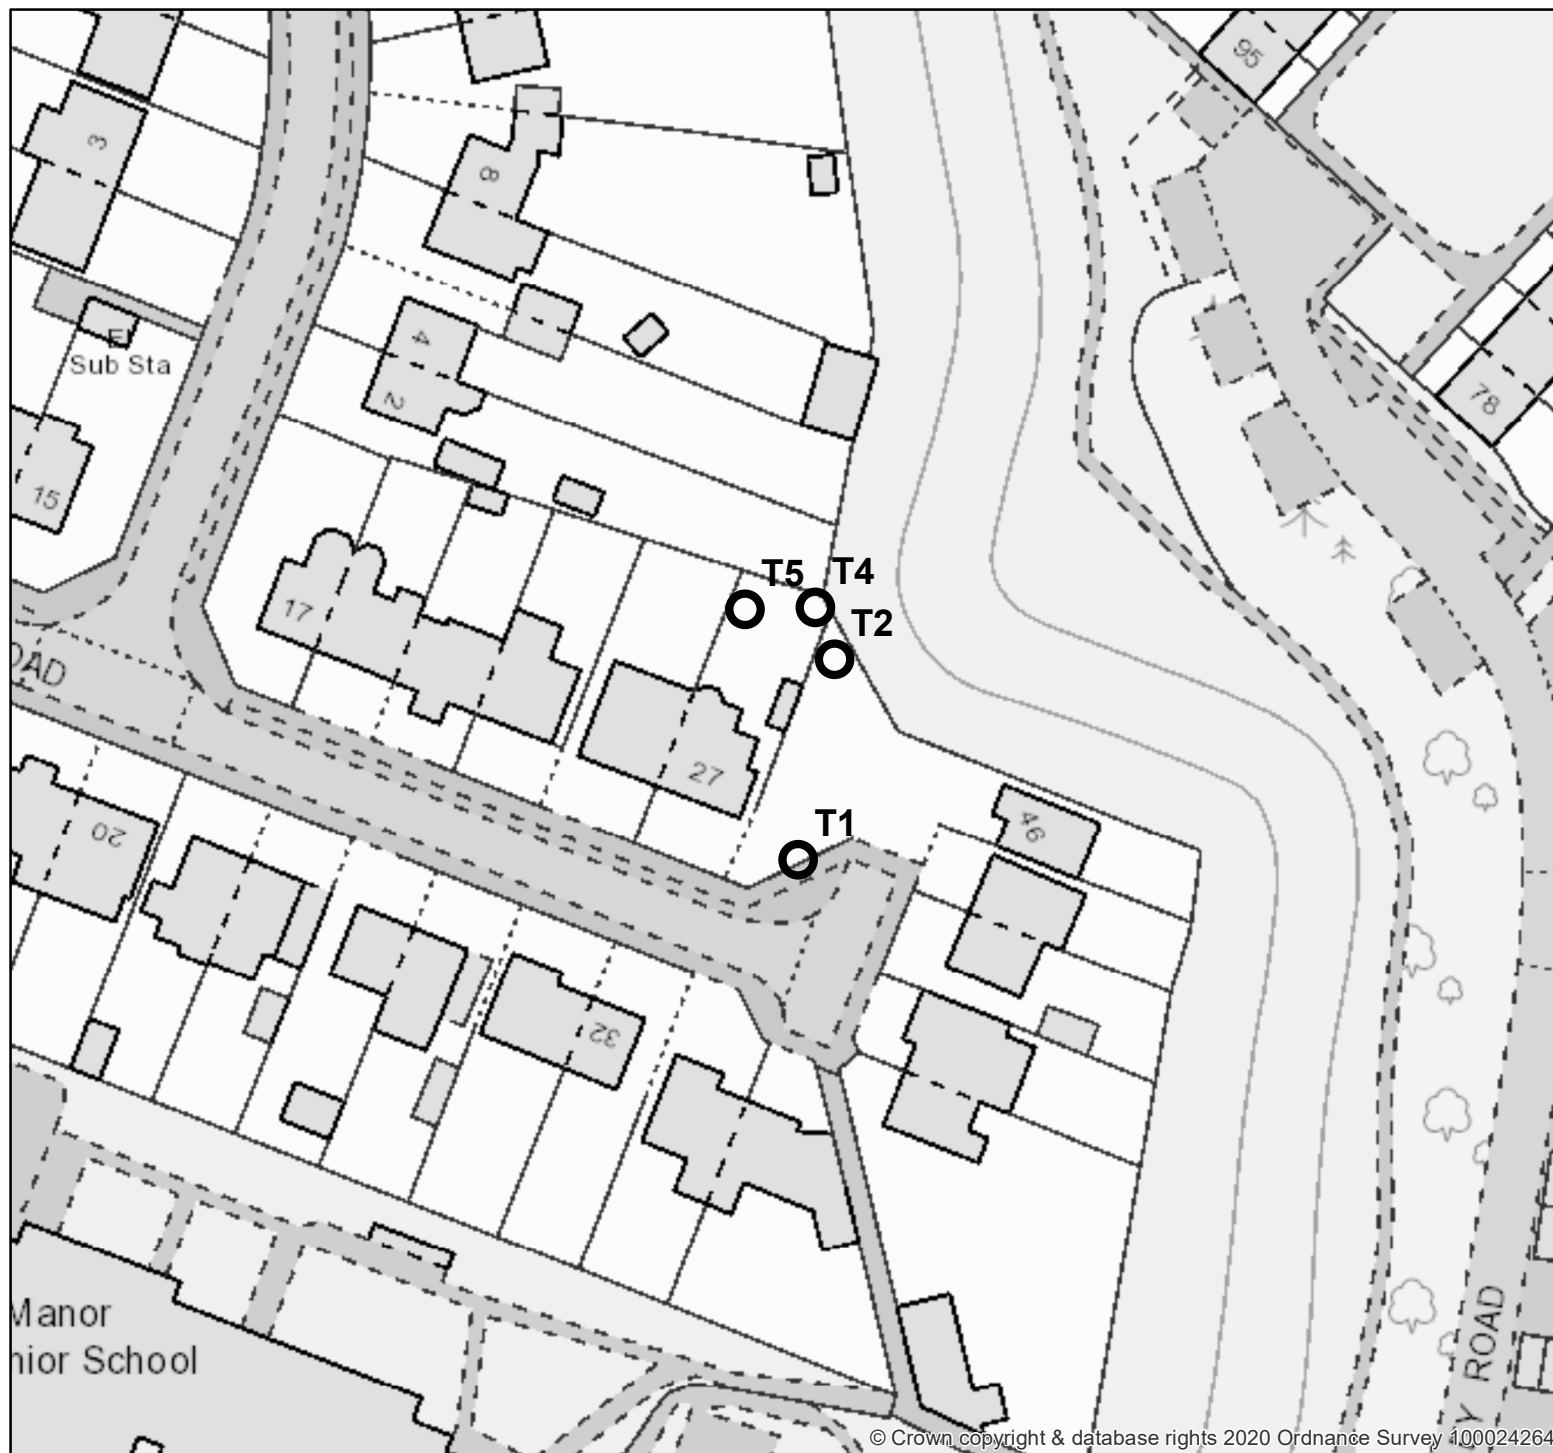 95
3
8
El
Sub Sta
4
2
78
15
T5
T4
T2
17
OAD
27
T1
46
20
32
Manor
nior School
Y ROAD
© Crown copyright & database rights 2020 Ordnance Survey 100024264